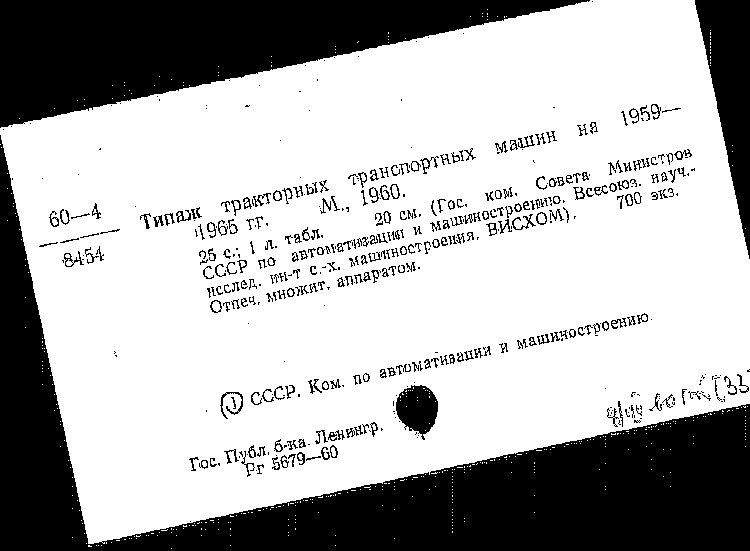 60—4
8454
Типаж тракторных транспортных машин на 1959—
1965 гг. М., 1960.
25 с.; 1 л. табл. 20 см. (Гос. ком. Совета Министров
СССР по автоматизации и машиностроению. Всесоюз. науч.-
исслед. ин-т с.-х. машиностроения, ВИСХОМ). 700 экз.
Отпеч. множит. аппаратом.
(1) СССР. Ком. по автоматизации и машиностроению.
Гос. Публ. б-ка. Ленингр.
Рг 5679—60